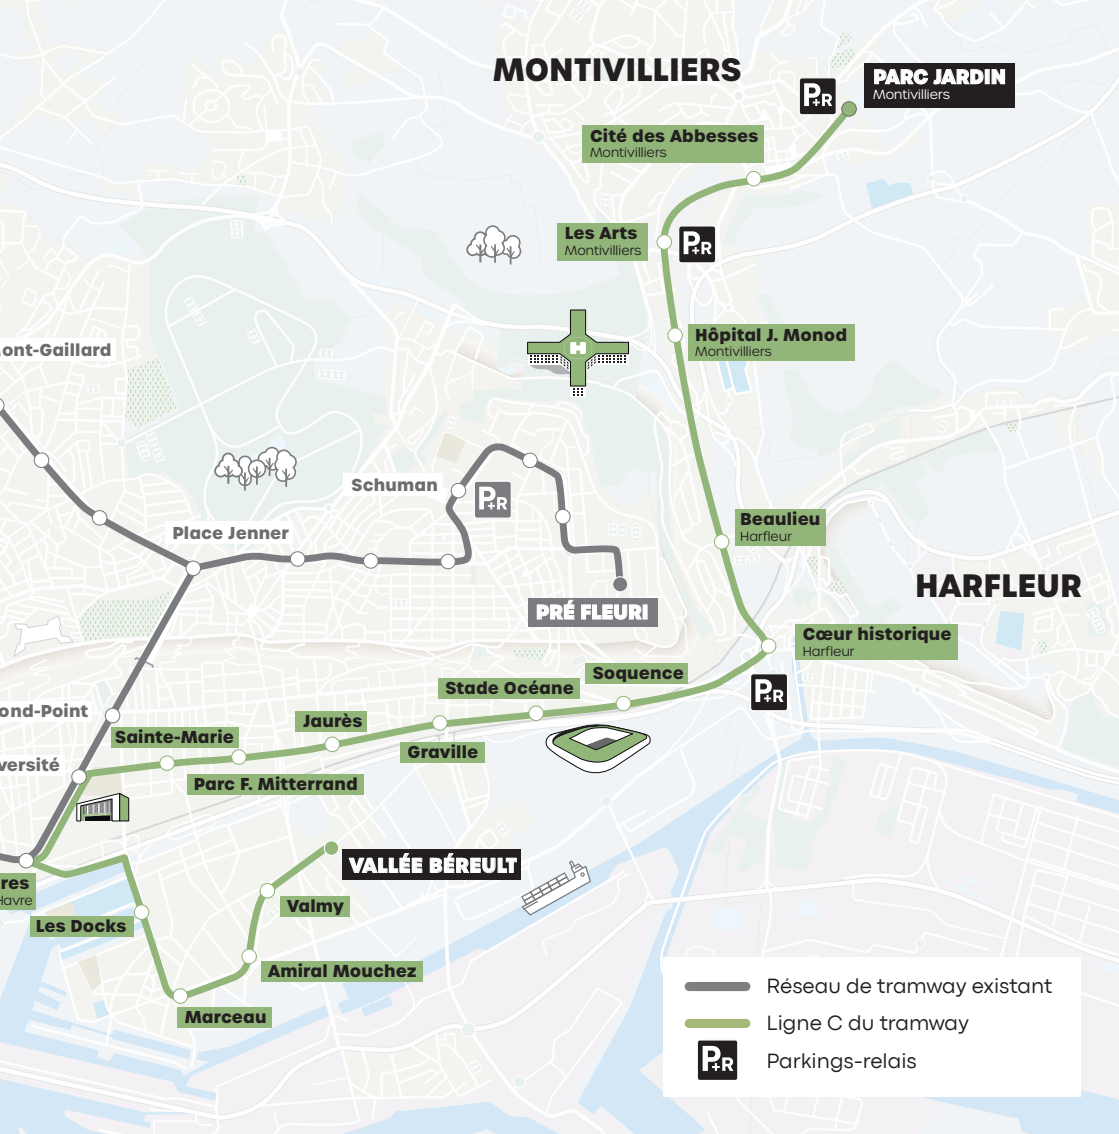 MONTIVILLIERS
P+R
PARC JARDIN
Montivilliers
Cité des Abbesses
Montivilliers
Les Arts
Montivilliers
P+R
H
Hôpital J. Monod
Montivilliers
ont-Gaillard
Schuman
P+R
Place Jenner
Beaulieu
Harfleur
HARFLEUR
PRÉ FLEURI
Cœur historique
Harfleur
Soquence
Stade Océane
P+R
ond-Point
Jaurès
Sainte-Marie
Graville
versité
Parc F. Mitterrand
VALLÉE BÉREULT
res
Havre
Valmy
Les Docks
Amiral Mouchez
Marceau
Réseau de tramway existant
Ligne C du tramway
P+R
Parkings-relais